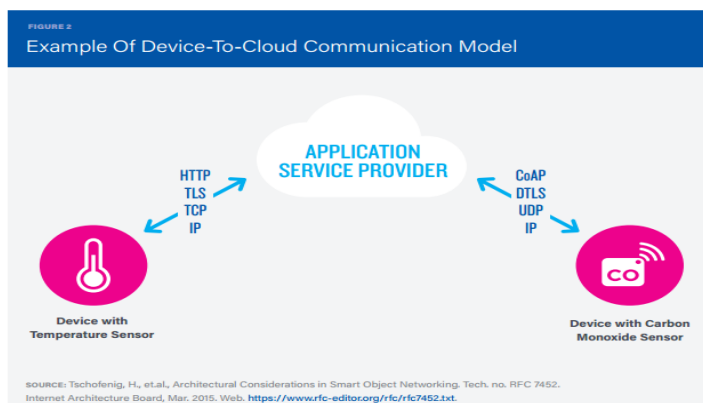 FIGURE 2
Example Of Device-To-Cloud Communication Model
APPLICATION
SERVICE PROVIDER
HTTP
TLS
TCP
IP
CoAP
DTLS
UDP
IP
CO
Device with
Temperature Sensor
Device with Carbon
Monoxide Sensor
SOURCE: Tschofenig, H., et.al., Architectural Considerations in Smart Object Networking. Tech. no. RFC 7452.
Internet Architecture Board, Mar. 2015. Web. https://www.rfc-editor.org/rfc/rfc7452.txt.